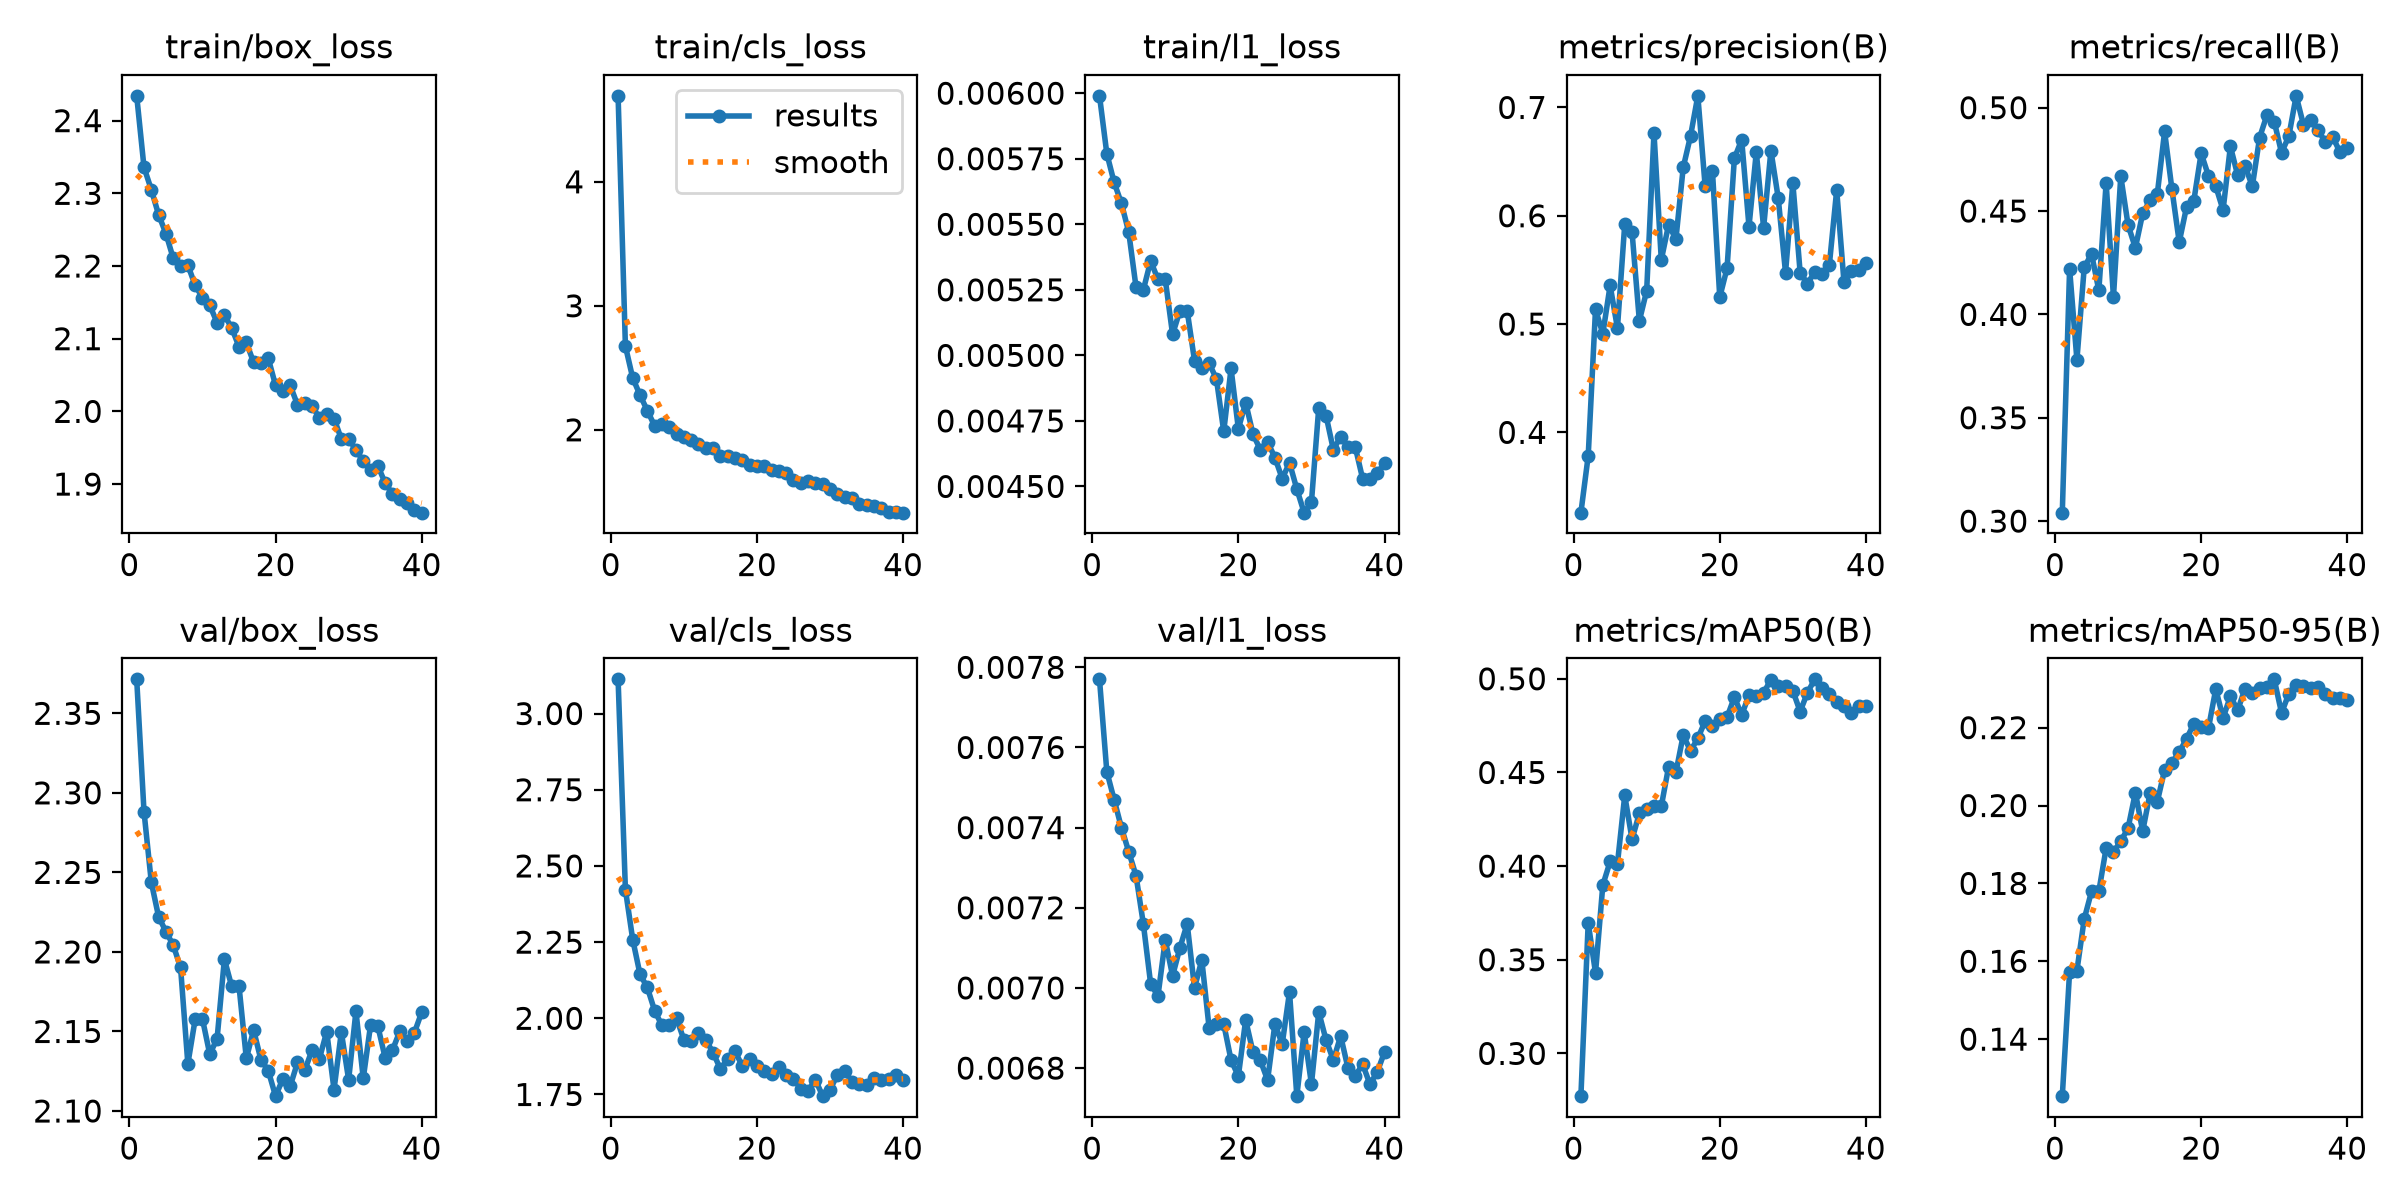 train/box_loss
2.4
2.3
2.2
2.1
2.0
1.9
0 20 40
train/cls_loss
results
smooth
4
3
2
0 20 40
train/l1_loss
0.00600
0.00575
0.00550
0.00525
0.00500
0.00475
0.00450
0 20 40
metrics/precision(B)
0.7
0.6
0.5
0.4
0 20 40
metrics/recall(B)
0.50
0.45
0.40
0.35
0.30
0 20 40
val/box_loss
2.35
2.30
2.25
2.20
2.15
2.10
0 20 40
val/cls_loss
3.00
2.75
2.50
2.25
2.00
1.75
0 20 40
val/l1_loss
0.0078
0.0076
0.0074
0.0072
0.0070
0.0068
0 20 40
metrics/mAP50(B)
0.50
0.45
0.40
0.35
0.30
0 20 40
metrics/mAP50-95(B)
0.22
0.20
0.18
0.16
0.14
0 20 40